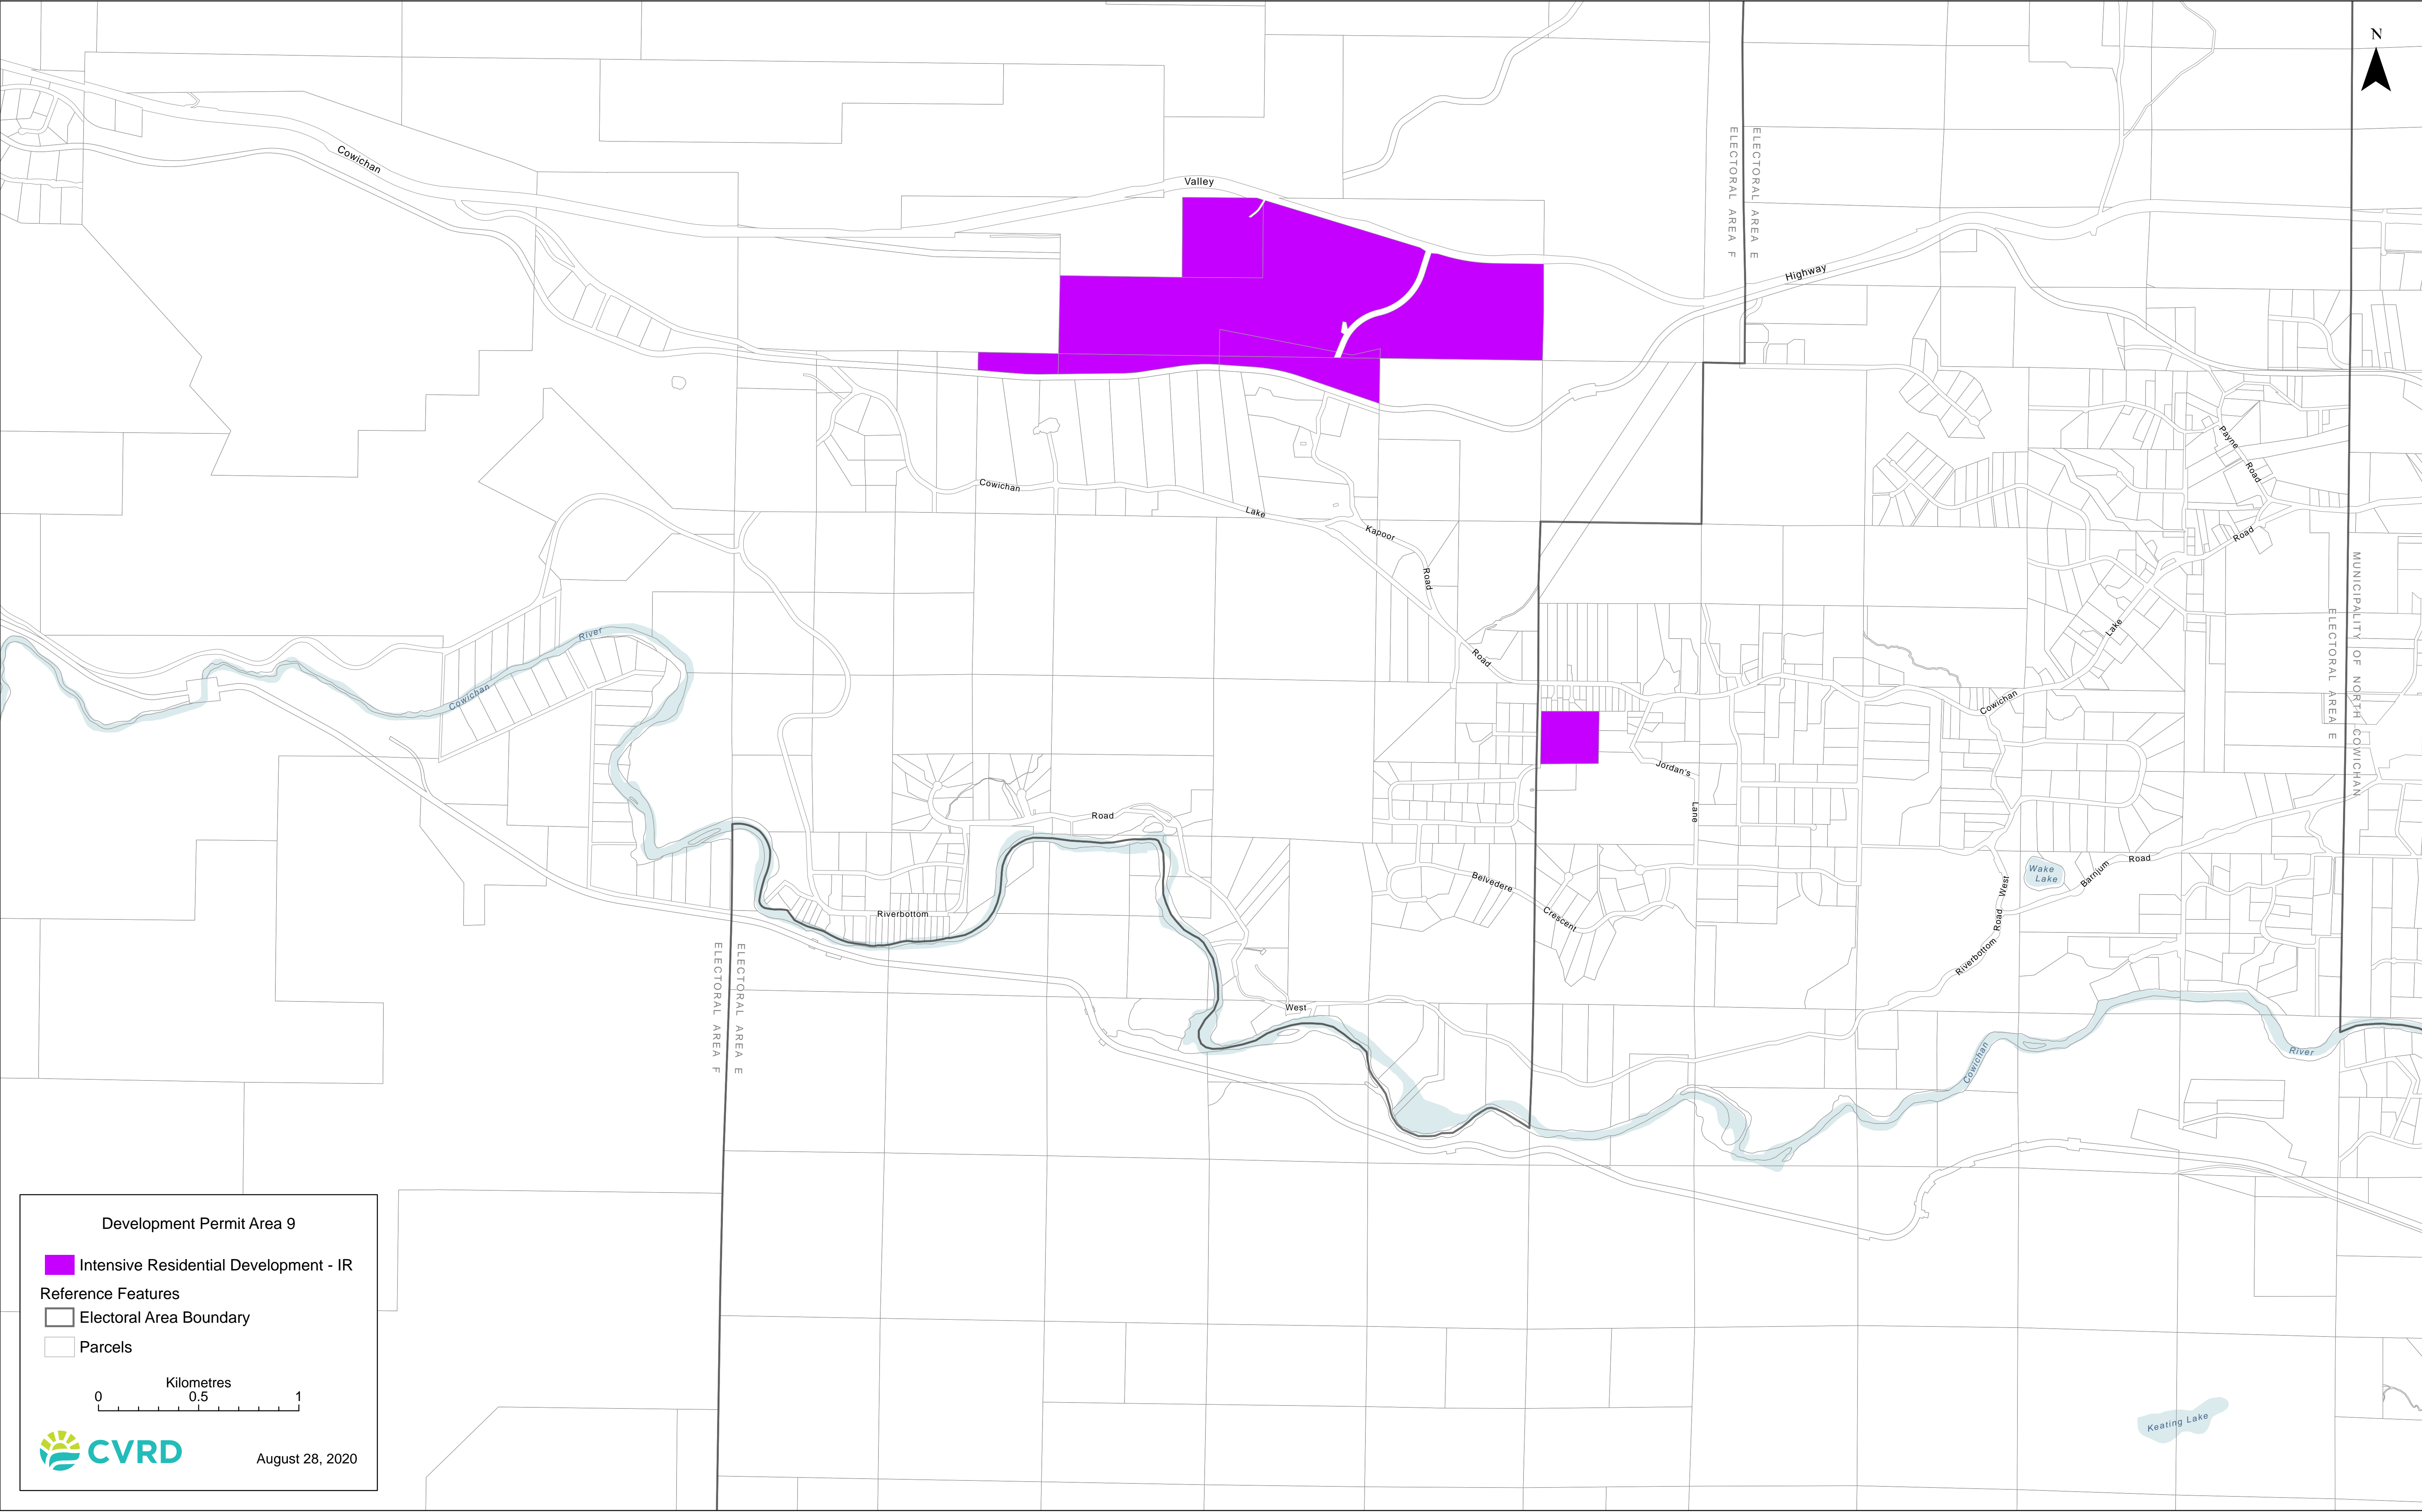 N
Cowichan
Valley
Highway
ELECTORAL AREA F
ELECTORAL AREA E
Payne
Road
Cowichan
Lake
Kapoor
Road
Road
Road
Lake
Cowichan
MUNICIPALITY OF NORTH COWICHAN
ELECTORAL AREA E
River
Cowichan
Jordan's
Lane
Road
Belvedere
Crescent
Riverbottom
West
Wake
Lake
Barnjum
Road
Riverbottom
Road
West
ELECTORAL AREA F
ELECTORAL AREA E
Cowichan
River
Keating Lake
Development Permit Area 9
Intensive Residential Development - IR
Reference Features
Electoral Area Boundary
Parcels
Kilometres
0 0.5 1
CVRD
August 28, 2020